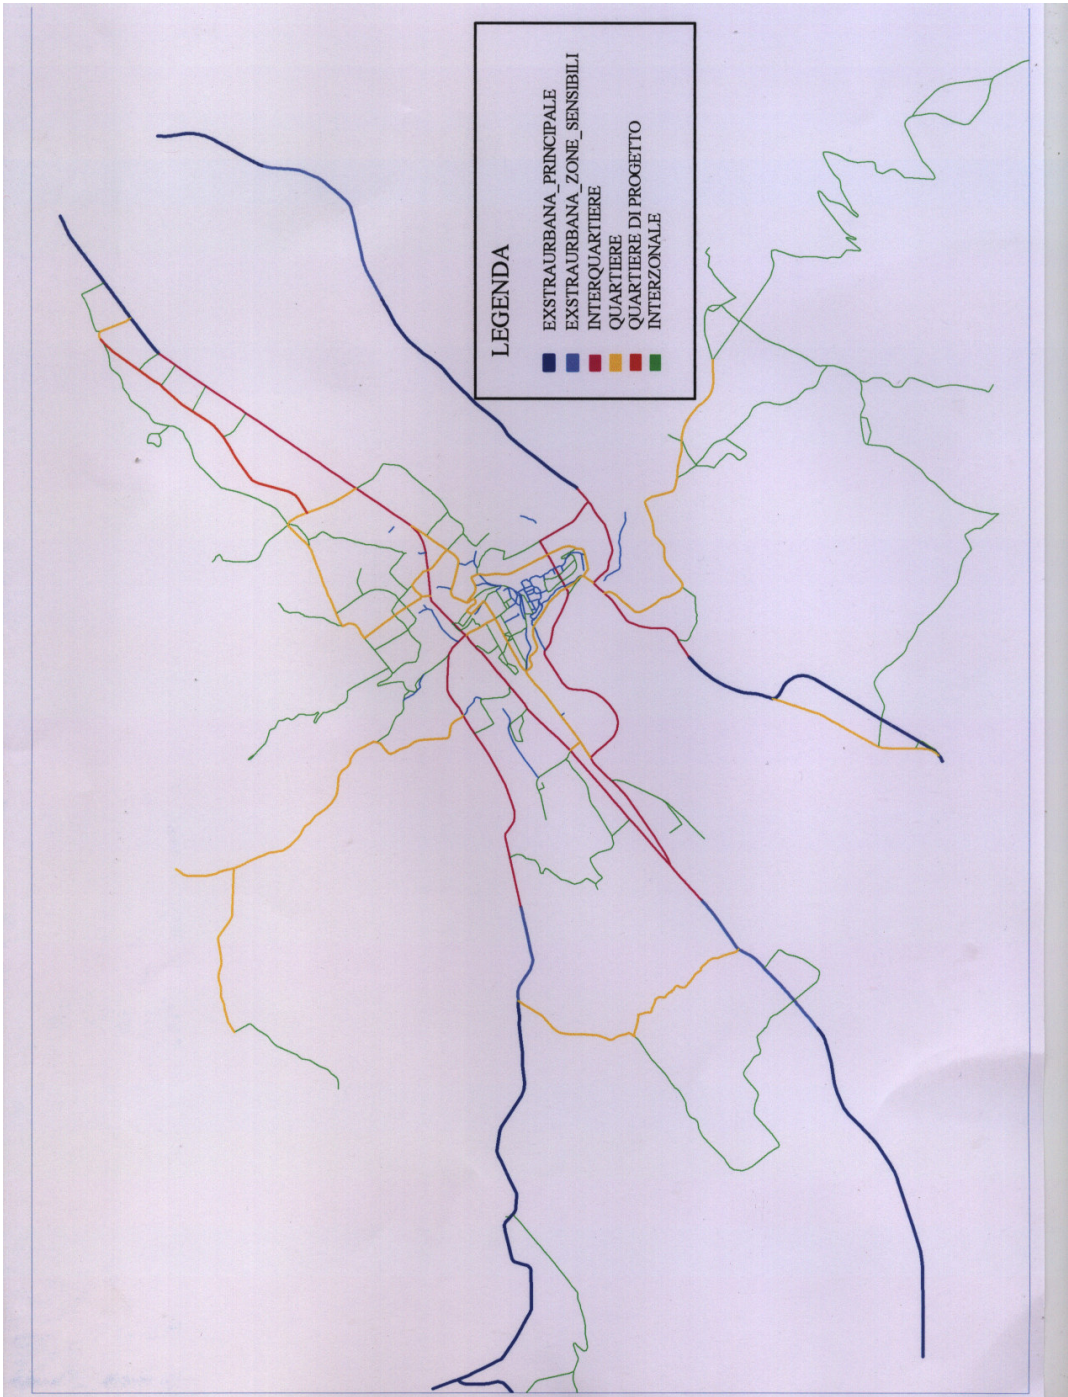 LEGENDA
EXSTRAURBANA_PRINCIPALE
EXSTRAURBANA_ZONE_SENSIBILI
INTERQUARTIERE
QUARTIERE
QUARTIERE DI PROGETTO
INTERZONALE